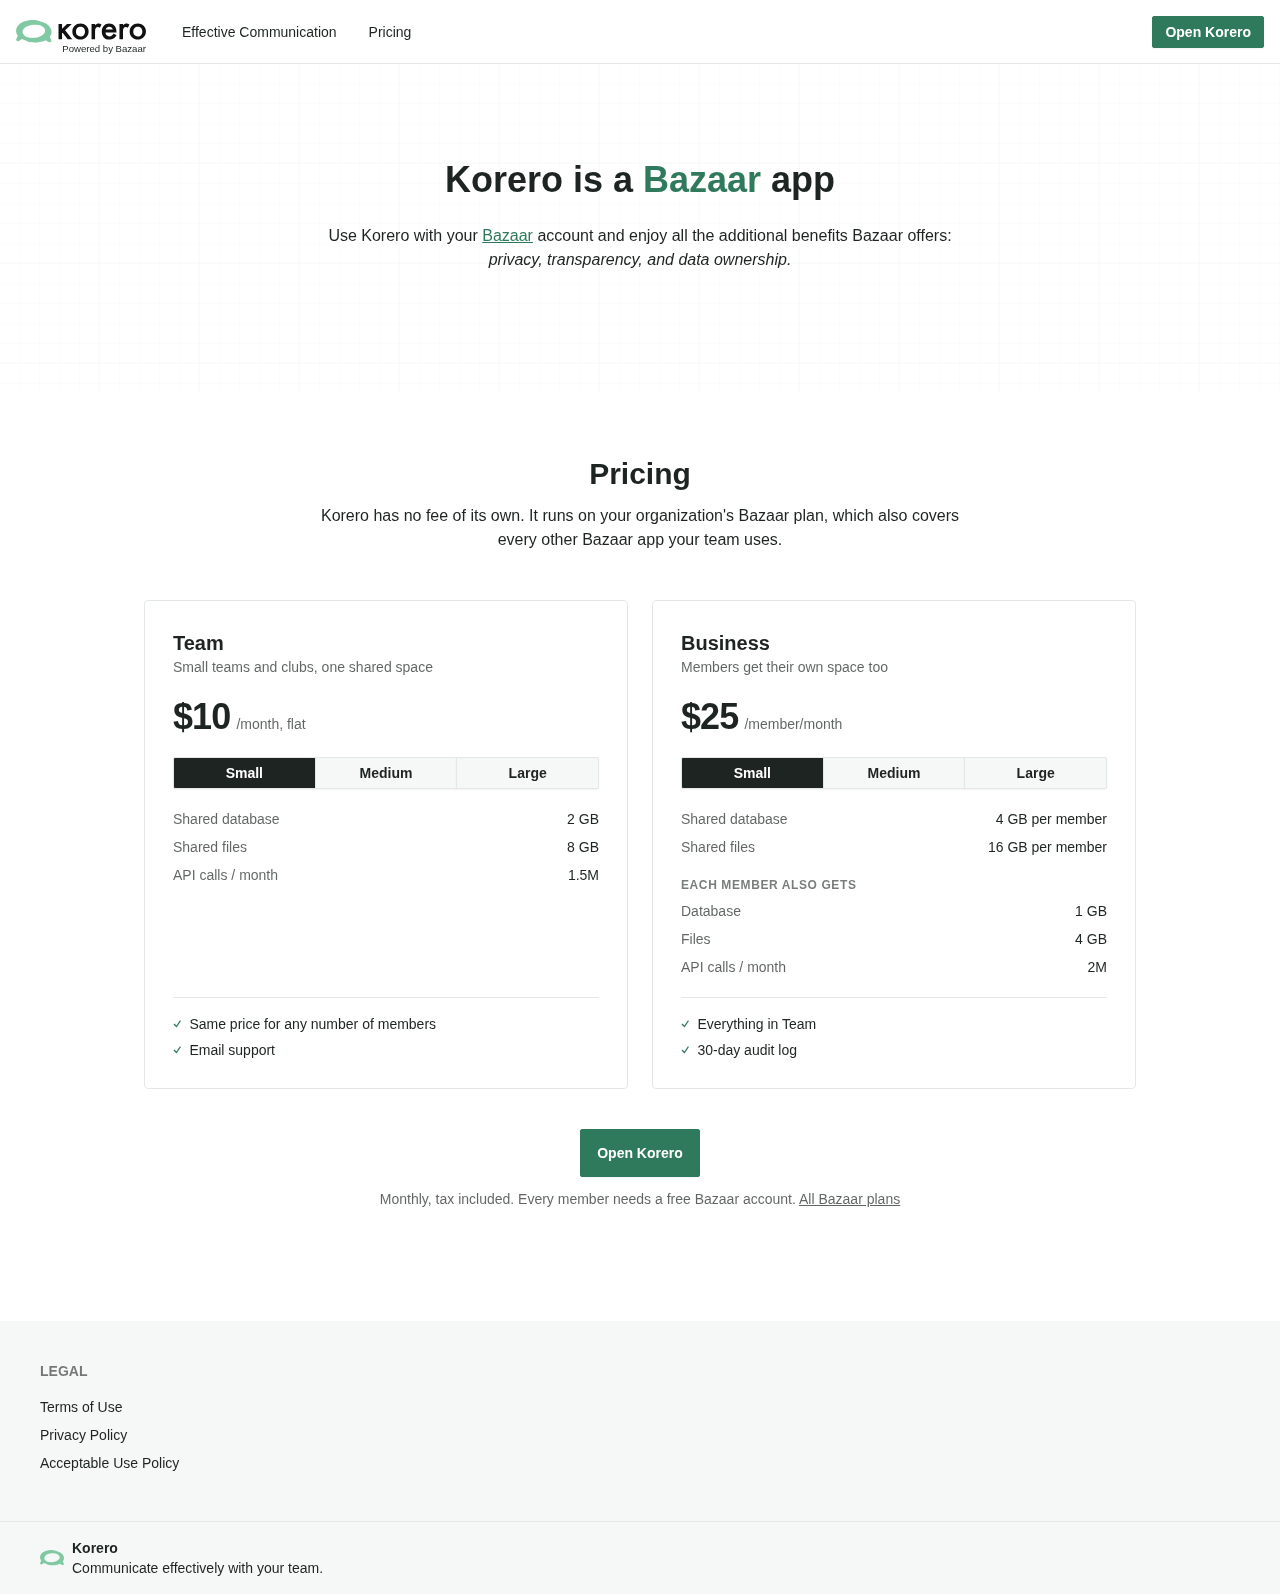 korero
Powered by Bazaar
Effective Communication
Pricing
Open Korero
Korero is a Bazaar app
Use Korero with your Bazaar account and enjoy all the additional benefits Bazaar offers:
privacy, transparency, and data ownership.
Pricing
Korero has no fee of its own. It runs on your organization's Bazaar plan, which also covers
every other Bazaar app your team uses.
Team
Small teams and clubs, one shared space
$10 /month, flat
Small Medium Large
Shared database 2 GB
Shared files 8 GB
API calls / month 1.5M
✓ Same price for any number of members
✓ Email support
Business
Members get their own space too
$25 /member/month
Small Medium Large
Shared database 4 GB per member
Shared files 16 GB per member
EACH MEMBER ALSO GETS
Database 1 GB
Files 4 GB
API calls / month 2M
✓ Everything in Team
✓ 30-day audit log
Open Korero
Monthly, tax included. Every member needs a free Bazaar account. All Bazaar plans
LEGAL
Terms of Use
Privacy Policy
Acceptable Use Policy
Korero
Communicate effectively with your team.